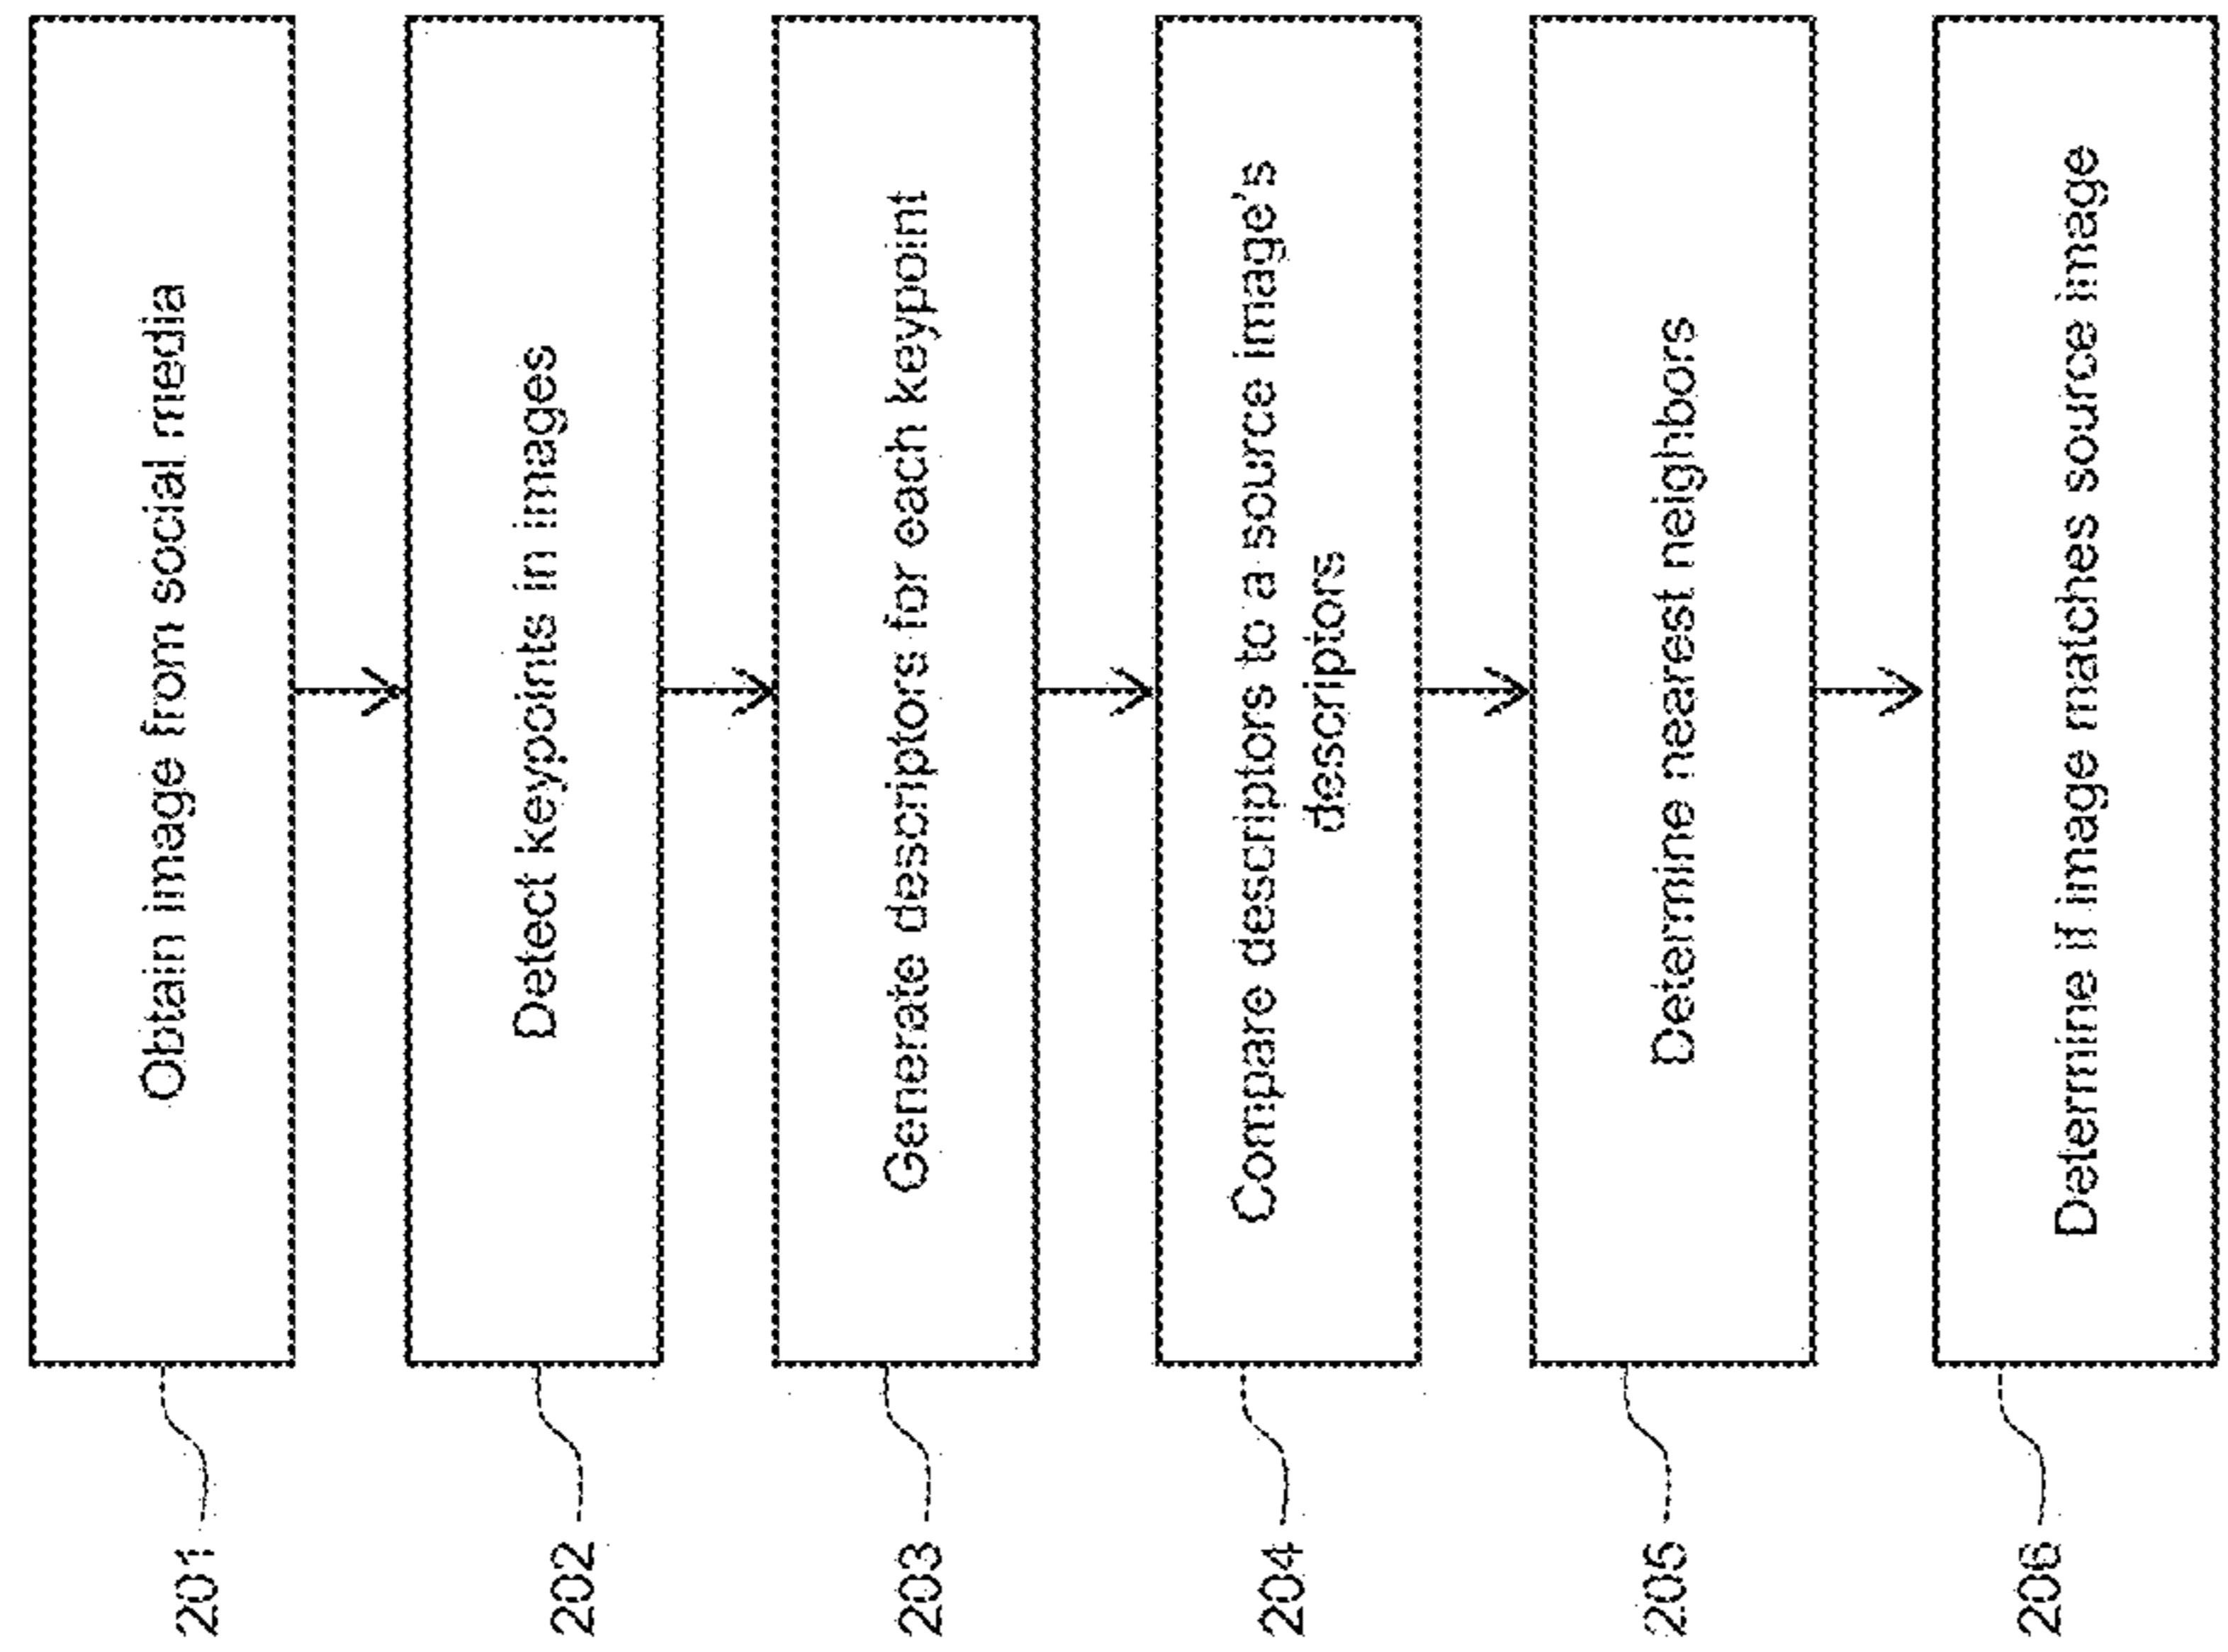 201
Obtain image from social media
202
Detect keypoints in images
203
Generate descriptors for each keypoint
204
Compare descriptors to a source image's
descriptors
205
Determine nearest neighbors
206
Determine if image matches source image